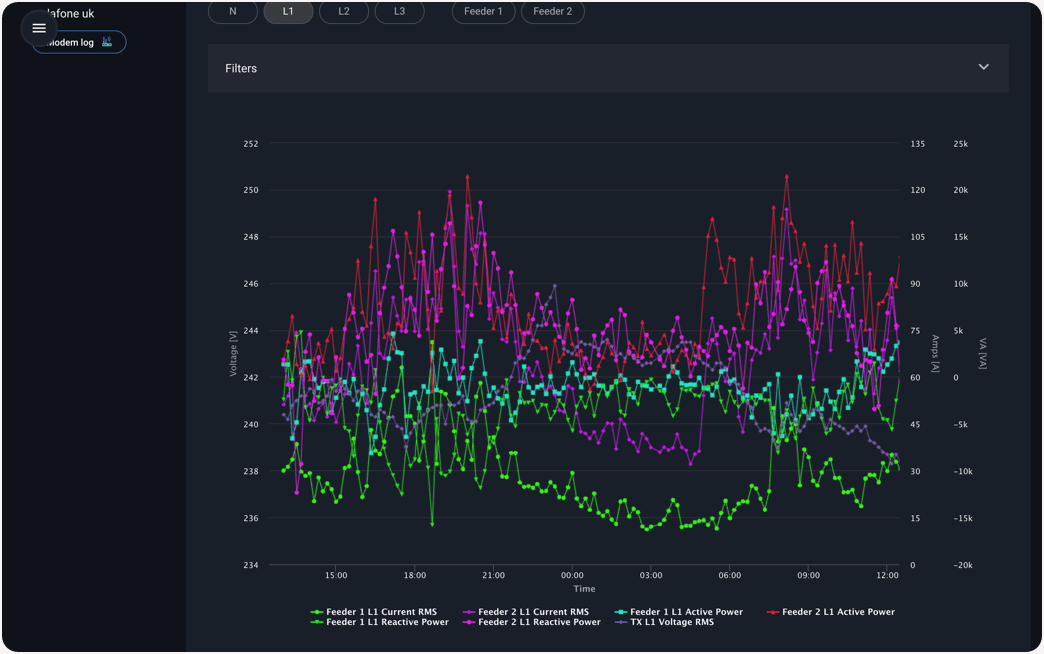 dafone uk
Modem log
N L1 L2 L3 Feeder 1 Feeder 2
Filters
252 135 25k
250 120 20k
248 105 15k
246 90 10k
244 75 5k
242 60 0
240 45 −5k
238 30 −10k
236 15 −15k
234 0 −20k
Voltage [V]
Amps [A]
VA [VA]
15:00 18:00 21:00 00:00 03:00 06:00 09:00 12:00
Time
Feeder 1 L1 Current RMS Feeder 2 L1 Current RMS Feeder 1 L1 Active Power Feeder 2 L1 Active Power
Feeder 1 L1 Reactive Power Feeder 2 L1 Reactive Power TX L1 Voltage RMS